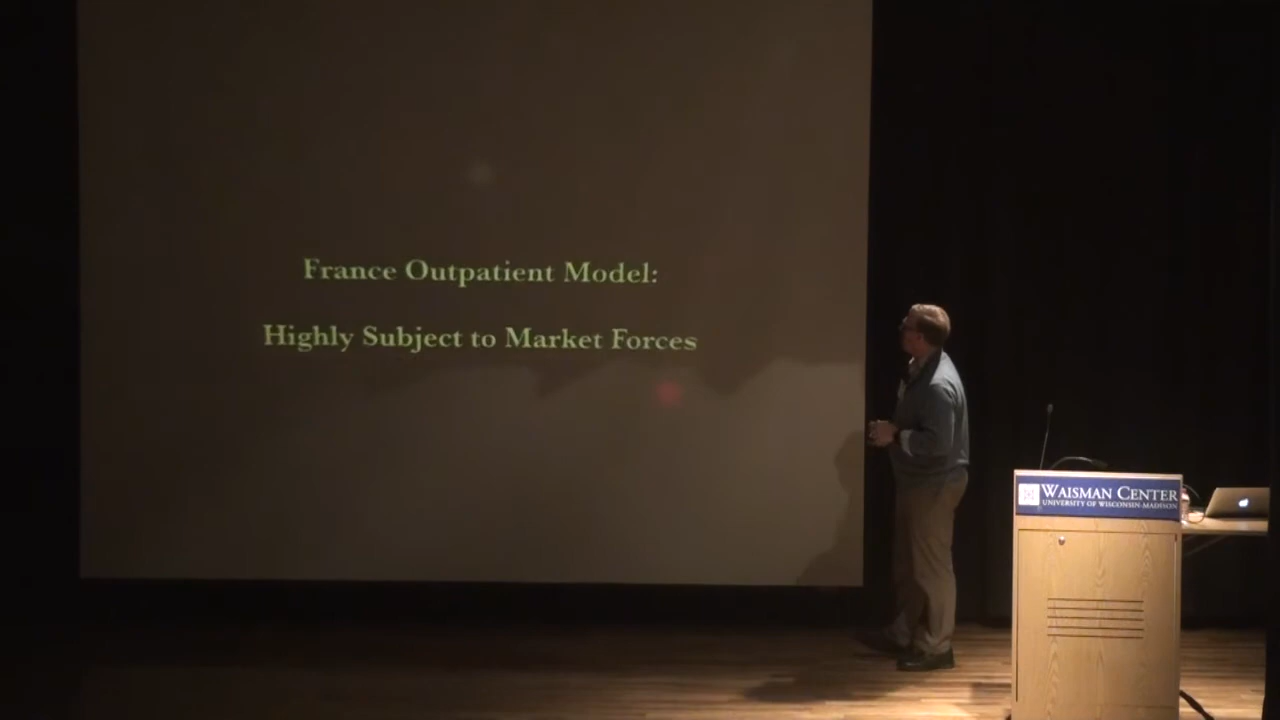 France Outpatient Model:
Highly Subject to Market Forces
WAISMAN CENTER
UNIVERSITY OF WISCONSIN-MADISON